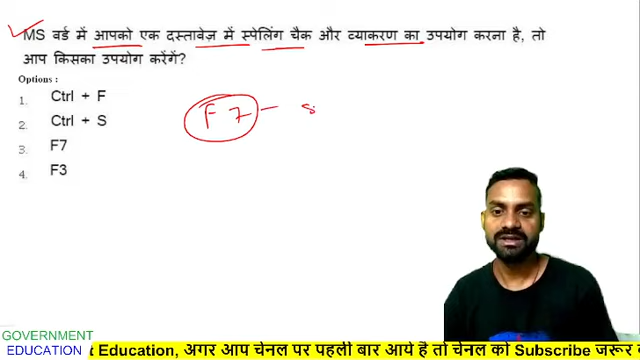 MS वर्ड में आपको एक दस्तावेज़ में स्पेलिंग चैक और व्याकरण का उपयोग करना है, तो
आप किसका उपयोग करेंगें?
Options :
1. Ctrl + F
2. Ctrl + S
3. F7
4. F3
F 7 - s
GOVERNMENT
EDUCATION
t Education, अगर आप चेनल पर पहली बार आये है तो चेनल को Subscribe जरूर